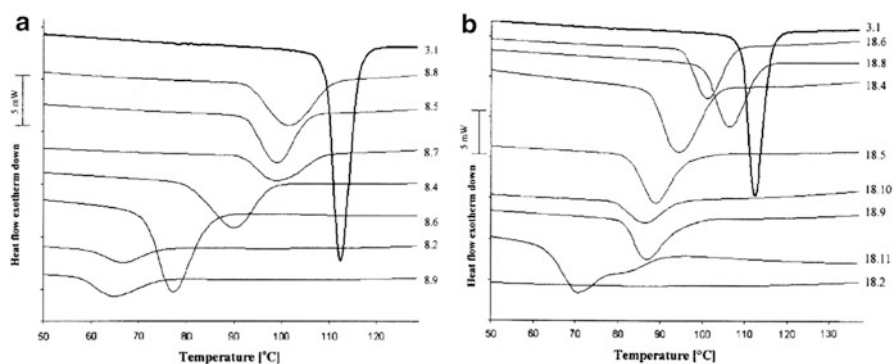 a
Heat flow exotherm down
5 mW
3.1
8.8
8.5
8.7
8.4
8.6
8.2
8.9
50 60 70 80 90 100 110 120
Temperature [°C]
b
Heat flow exotherm down
5 mW
3.1
18.6
18.8
18.4
18.5
18.10
18.9
18.11
18.2
50 60 70 80 90 100 110 120 130
Temperature [°C]